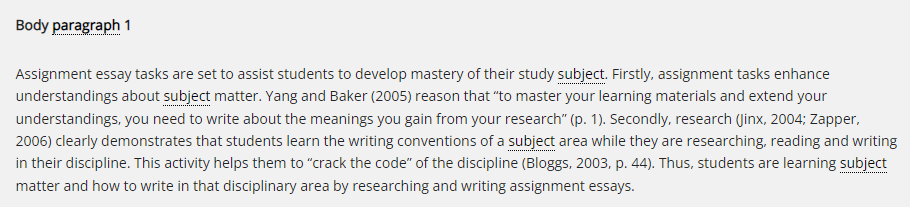 Body paragraph 1
Assignment essay tasks are set to assist students to develop mastery of their study subject. Firstly, assignment tasks enhance
understandings about subject matter. Yang and Baker (2005) reason that “to master your learning materials and extend your
understandings, you need to write about the meanings you gain from your research” (p. 1). Secondly, research (Jinx, 2004; Zapper,
2006) clearly demonstrates that students learn the writing conventions of a subject area while they are researching, reading and writing
in their discipline. This activity helps them to “crack the code” of the discipline (Bloggs, 2003, p. 44). Thus, students are learning subject
matter and how to write in that disciplinary area by researching and writing assignment essays.